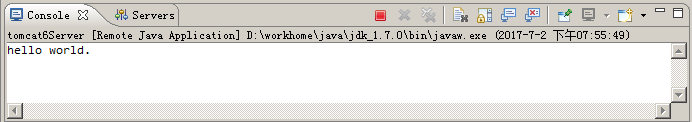 Console Servers
tomcat6Server [Remote Java Application] D:\workhome\java\jdk_1.7.0\bin\javaw.exe (2017-7-2 下午07:55:49)
hello world.